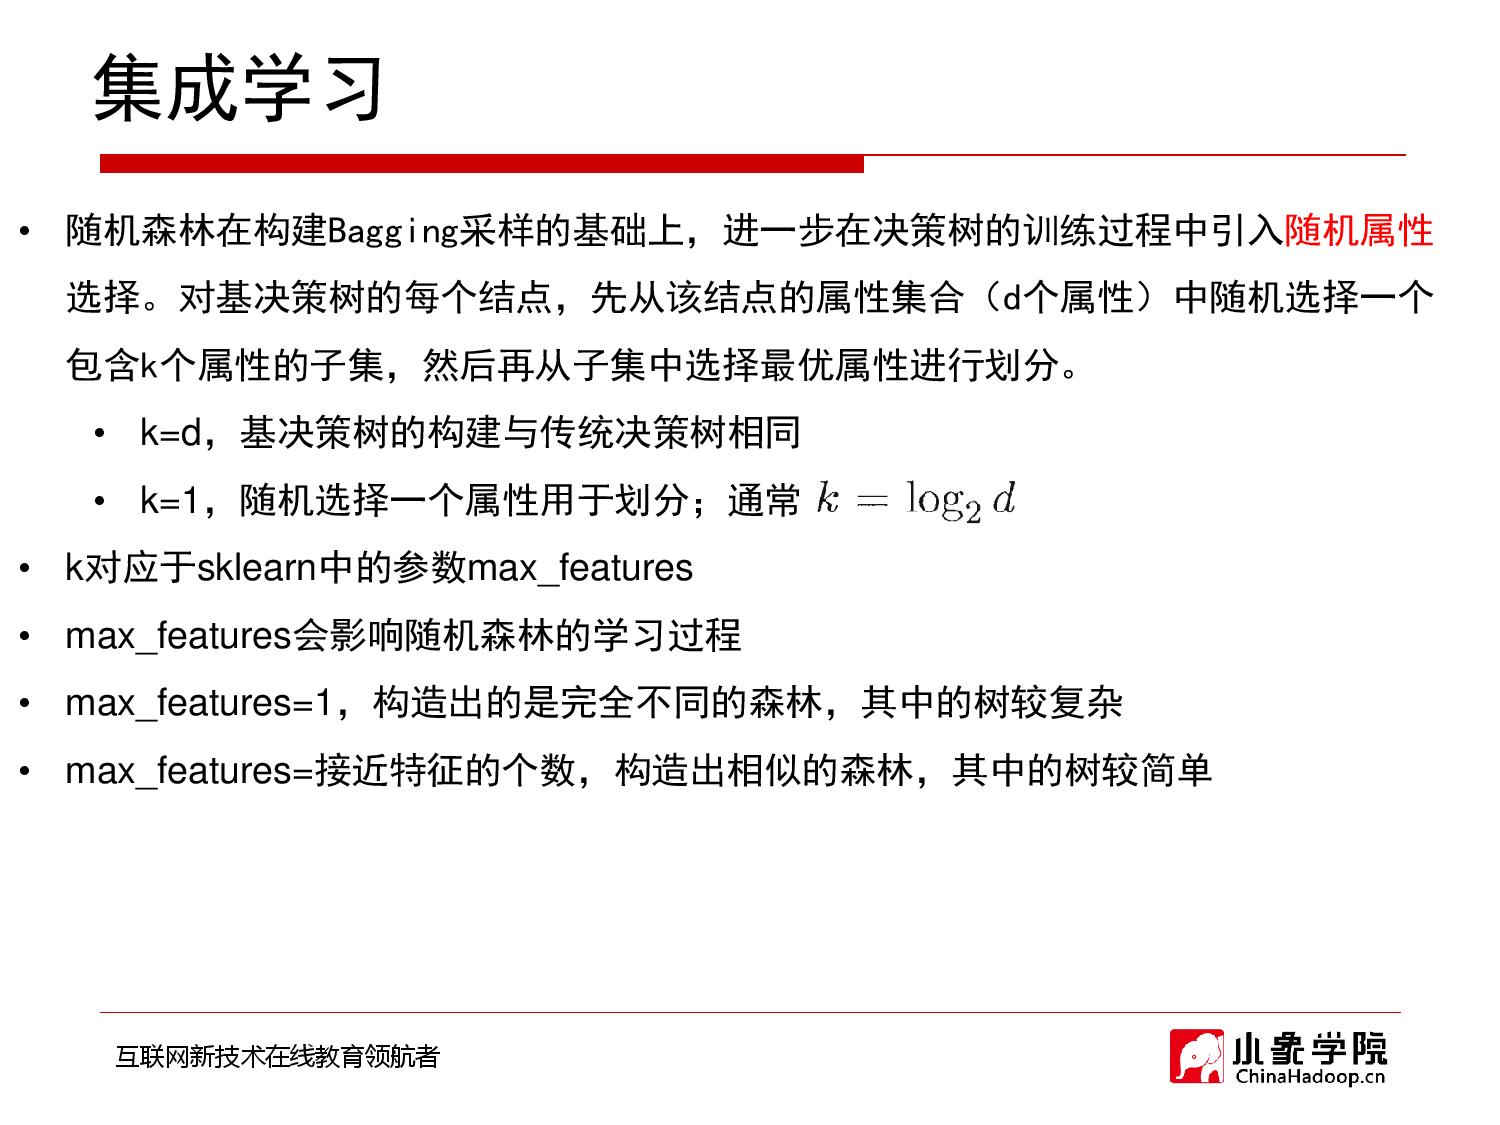 集成学习
• 随机森林在构建Bagging采样的基础上，进一步在决策树的训练过程中引入随机属性
选择。对基决策树的每个结点，先从该结点的属性集合（d个属性）中随机选择一个
包含k个属性的子集，然后再从子集中选择最优属性进行划分。
• k=d，基决策树的构建与传统决策树相同
• k=1，随机选择一个属性用于划分；通常 k = log₂ d
• k对应于sklearn中的参数max_features
• max_features会影响随机森林的学习过程
• max_features=1，构造出的是完全不同的森林，其中的树较复杂
• max_features=接近特征的个数，构造出相似的森林，其中的树较简单
互联网新技术在线教育领航者
小象学院
ChinaHadoop.cn